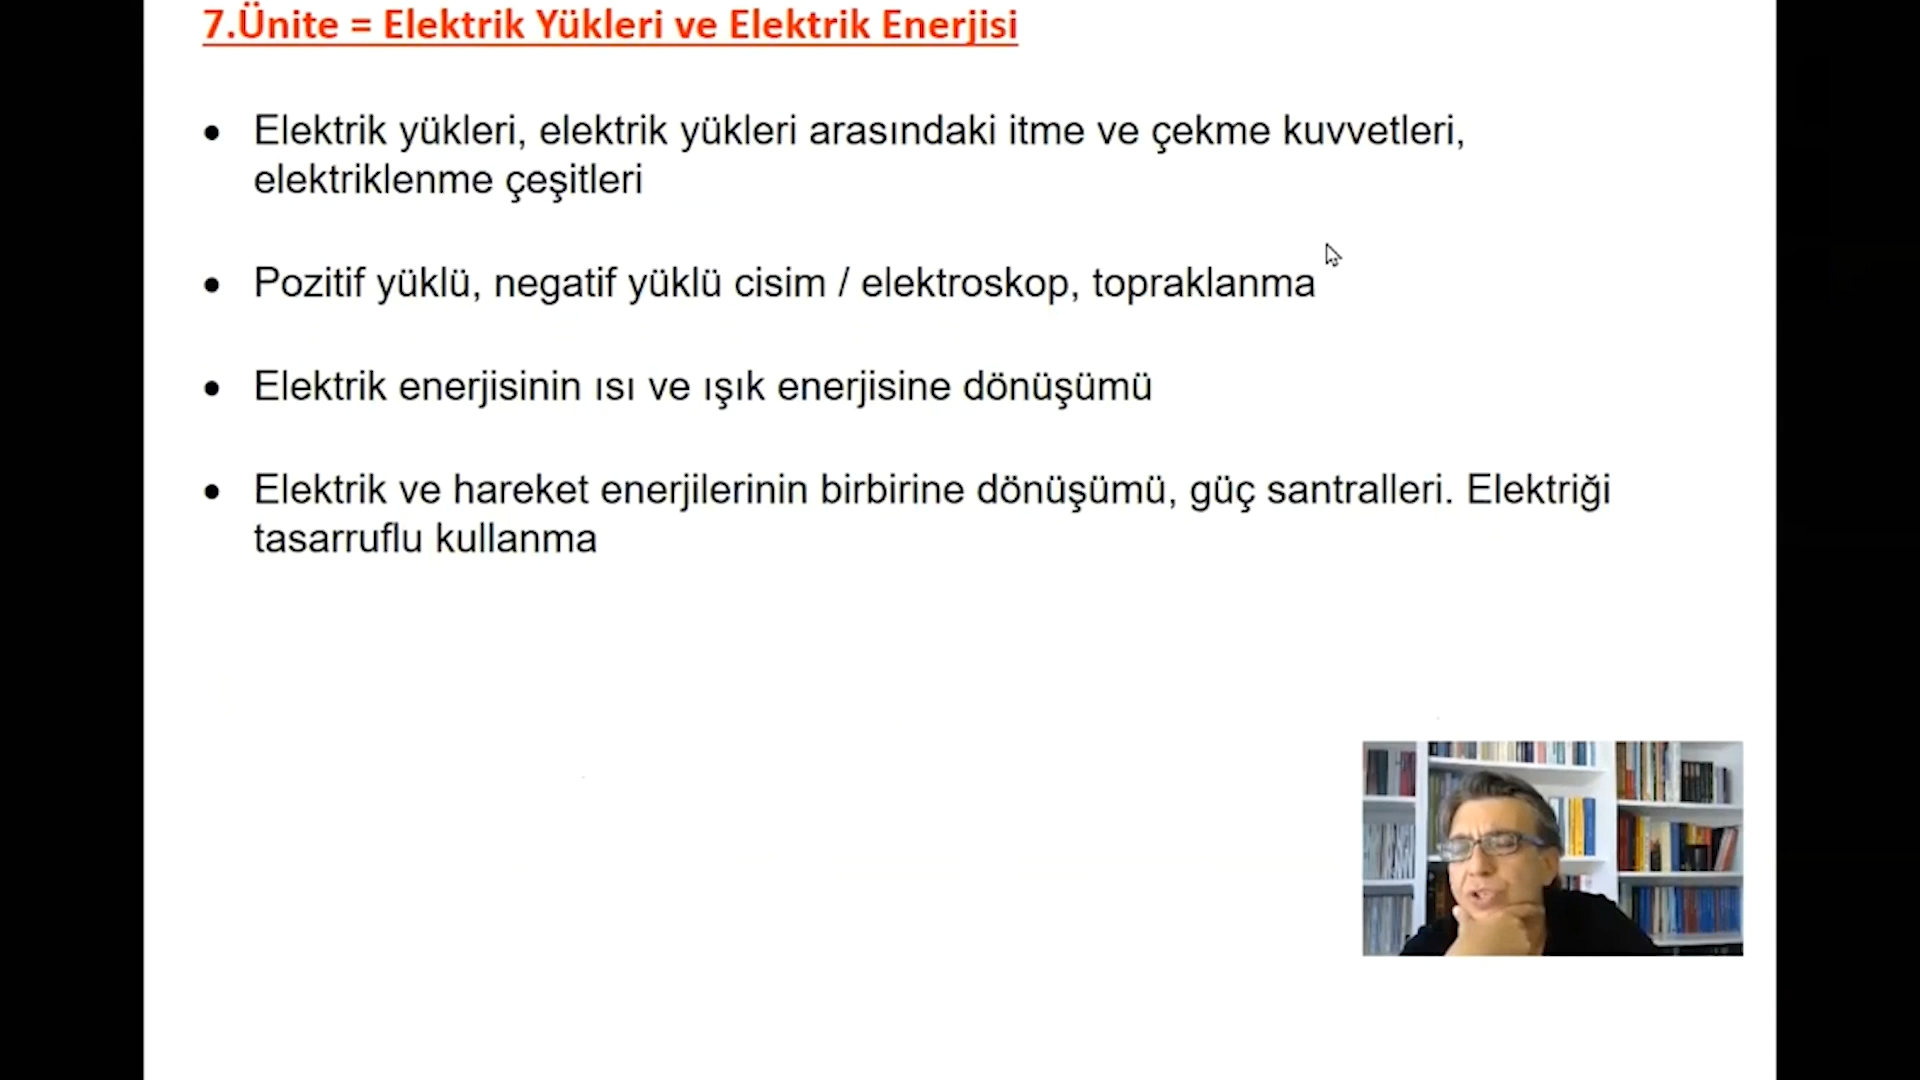 7.Ünite = Elektrik Yükleri ve Elektrik Enerjisi
• Elektrik yükleri, elektrik yükleri arasındaki itme ve çekme kuvvetleri,
elektriklenme çeşitleri
• Pozitif yüklü, negatif yüklü cisim / elektroskop, topraklanma
• Elektrik enerjisinin ısı ve ışık enerjisine dönüşümü
• Elektrik ve hareket enerjilerinin birbirine dönüşümü, güç santralleri. Elektriği
tasarruflu kullanma